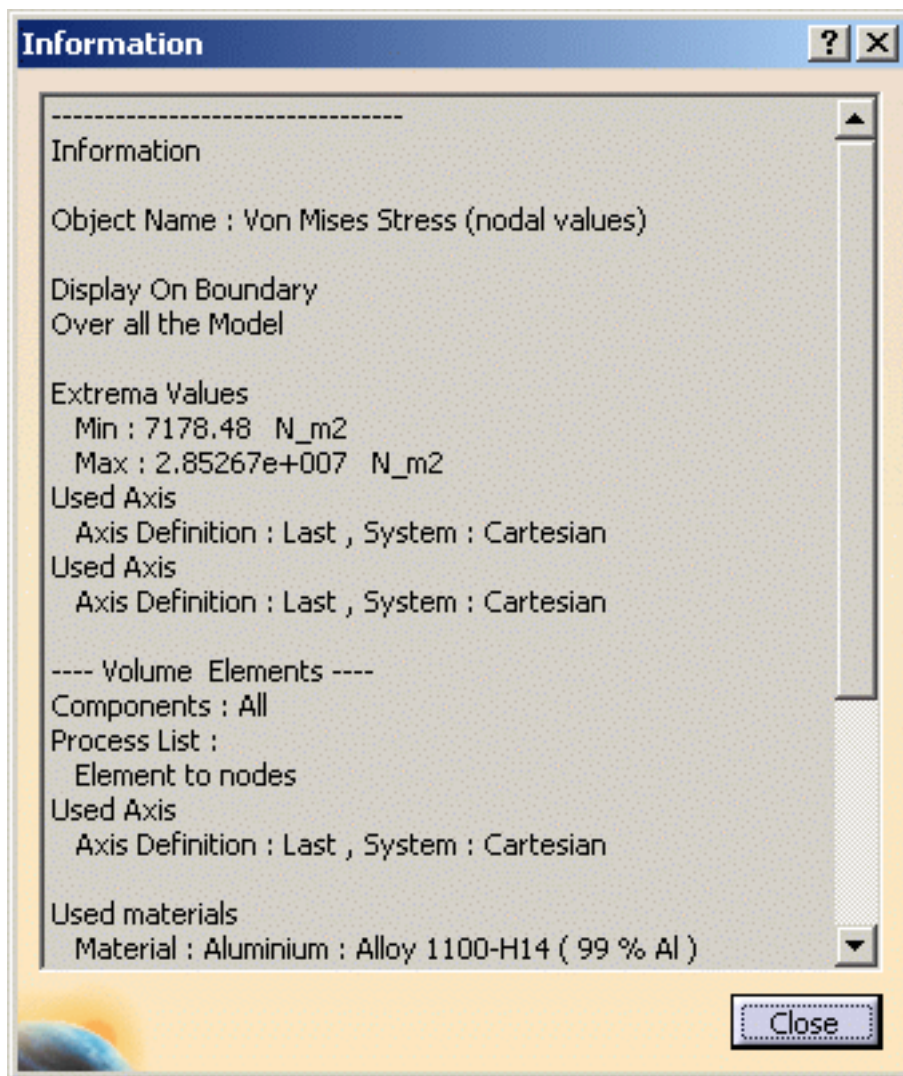 Information
---------------------------------
Information
Object Name : Von Mises Stress (nodal values)
Display On Boundary
Over all the Model
Extrema Values
Min : 7178.48 N_m2
Max : 2.85267e+007 N_m2
Used Axis
Axis Definition : Last , System : Cartesian
Used Axis
Axis Definition : Last , System : Cartesian
---- Volume Elements ----
Components : All
Process List :
Element to nodes
Used Axis
Axis Definition : Last , System : Cartesian
Used materials
Material : Aluminium : Alloy 1100-H14 ( 99 % Al )
Close